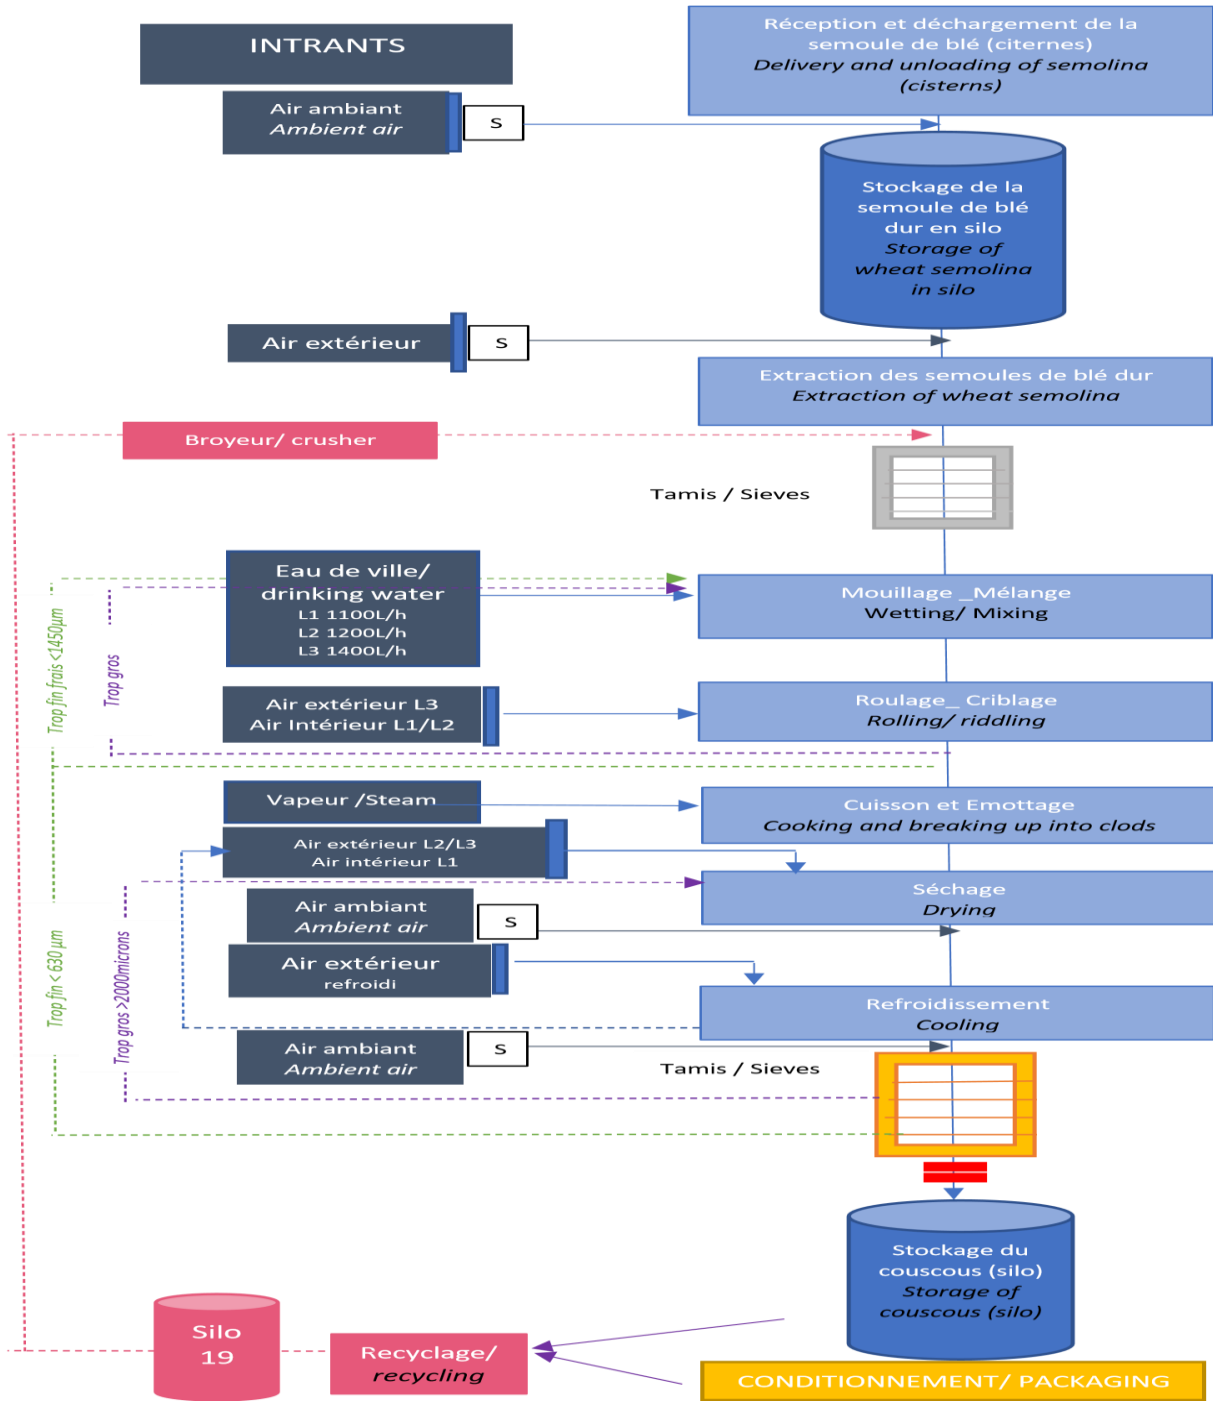 INTRANTS
Réception et déchargement de la
semoule de blé (citernes)
Delivery and unloading of semolina
(cisterns)
Air ambiant
Ambient air
S
Stockage de la
semoule de blé
dur en silo
Storage of
wheat semolina
in silo
Air extérieur
S
Extraction des semoules de blé dur
Extraction of wheat semolina
Broyeur/ crusher
Tamis / Sieves
Eau de ville/
drinking water
L1 1100L/h
L2 1200L/h
L3 1400L/h
Mouillage _Mélange
Wetting/ Mixing
Trop fin frais <1450µm
Trop gros
Air extérieur L3
Air Intérieur L1/L2
Roulage_ Criblage
Rolling/ riddling
Vapeur /Steam
Cuisson et Emottage
Cooking and breaking up into clods
Air extérieur L2/L3
Air intérieur L1
Séchage
Drying
Air ambiant
Ambient air
S
Air extérieur
refroidi
Trop fin < 630 µm
Trop gros >2000microns
Refroidissement
Cooling
Air ambiant
Ambient air
S
Tamis / Sieves
Stockage du
couscous (silo)
Storage of
couscous (silo)
Silo
19
Recyclage/
recycling
CONDITIONNEMENT/ PACKAGING